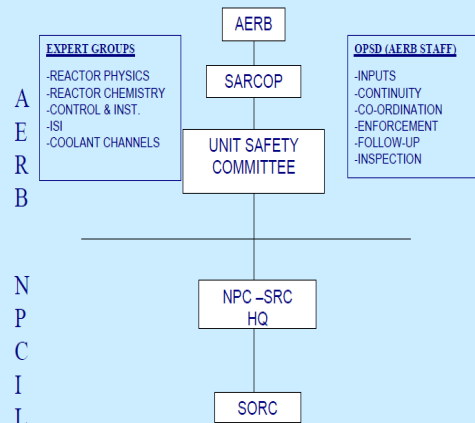 AERB
EXPERT GROUPS
-REACTOR PHYSICS
-REACTOR CHEMISTRY
-CONTROL & INST.
-ISI
-COOLANT CHANNELS
SARCOP
OPSD (AERB STAFF)
-INPUTS
-CONTINUITY
-CO-ORDINATION
-ENFORCEMENT
-FOLLOW-UP
-INSPECTION
UNIT SAFETY
COMMITTEE
A
E
R
B
NPC –SRC
HQ
SORC
N
P
C
I
L